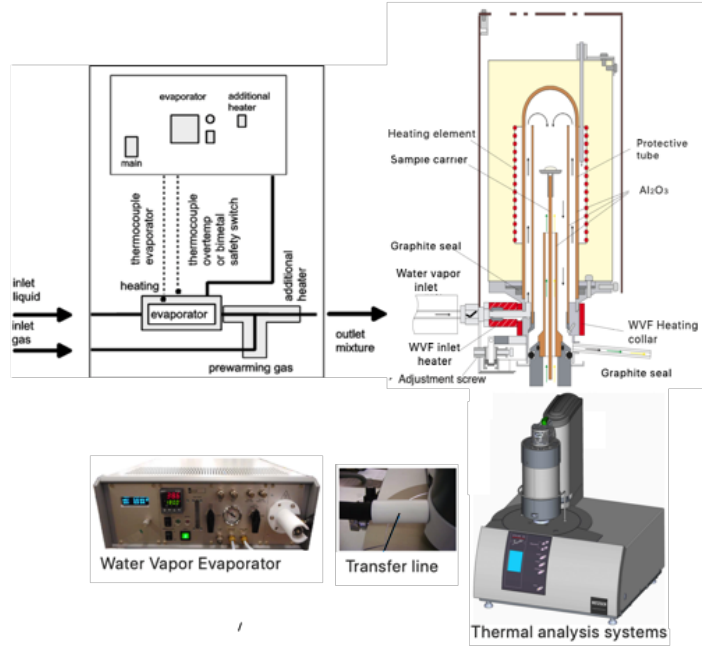 evaporator
additional
heater
main
thermocouple
evaporator
thermocouple
overtemp
or bimetal
safety switch
additional
heater
heating
inlet
liquid
evaporator
inlet
gas
outlet
mixture
prewarming gas
Heating element
Sample carrier
Protective
tube
Al2O3
Graphite seal
Water vapor
inlet
WVF inlet
heater
WVF Heating
collar
Adjustment screw
Graphite seal
Water Vapor Evaporator
Transfer line
Thermal analysis systems